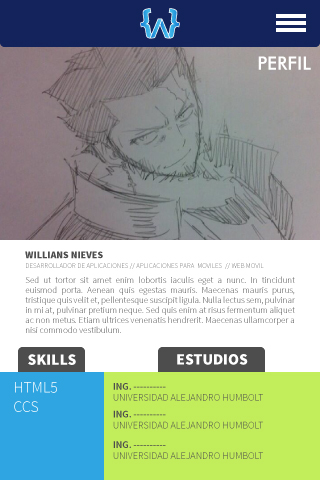 {W}
PERFIL
WILLIANS NIEVES
DESARROLLADOR DE APLICACIONES // APLICACIONES PARA MOVILES // WEB MOVIL
Sed ut tortor sit amet enim lobortis iaculis eget a nunc. In tincidunt
euismod porta. Aenean quis egestas mauris. Maecenas mauris purus,
tristique quis velit et, pellentesque suscipit ligula. Nulla lectus sem, pulvinar
in mi at, pulvinar pretium neque. Sed quis enim at risus fermentum aliquet
ac non metus. Etiam ultrices venenatis hendrerit. Maecenas ullamcorper a
nisi commodo vestibulum.
SKILLS
ESTUDIOS
HTML5
CCS
ING. ----------
UNIVERSIDAD ALEJANDRO HUMBOLT
ING. ----------
UNIVERSIDAD ALEJANDRO HUMBOLT
ING. ----------
UNIVERSIDAD ALEJANDRO HUMBOLT